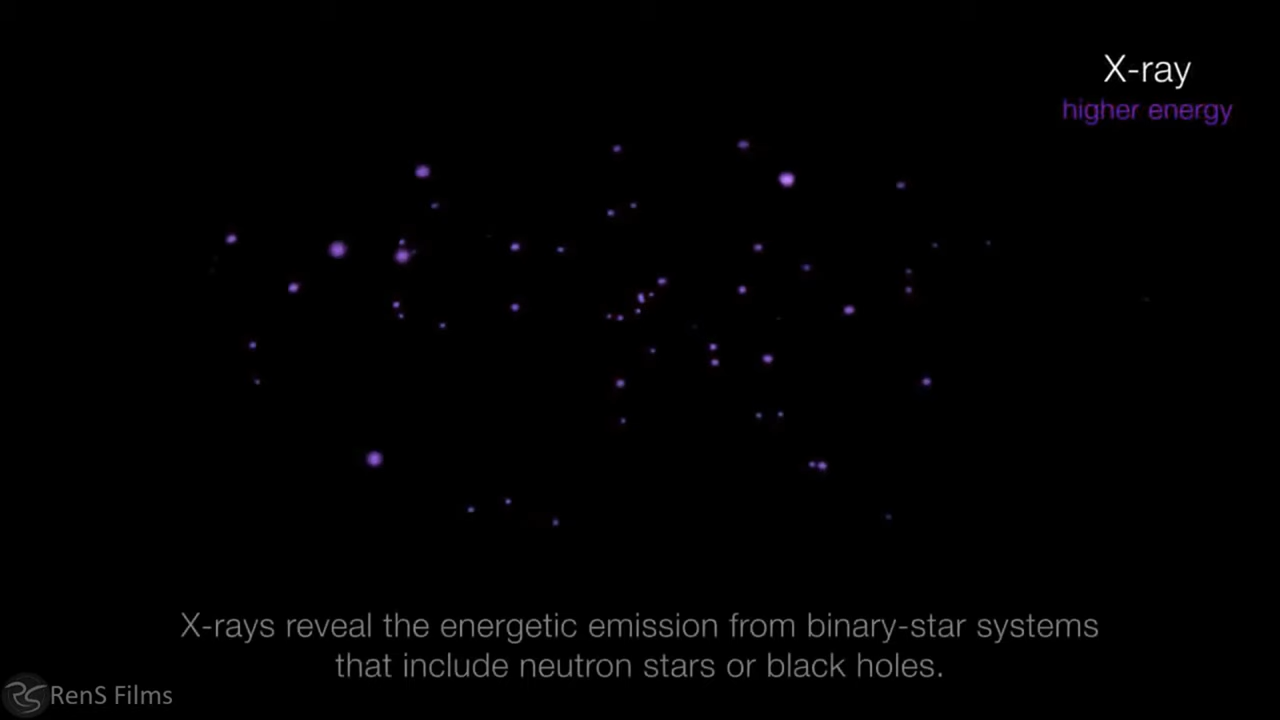 X-ray
higher energy
X-rays reveal the energetic emission from binary-star systems
that include neutron stars or black holes.
RenS Films